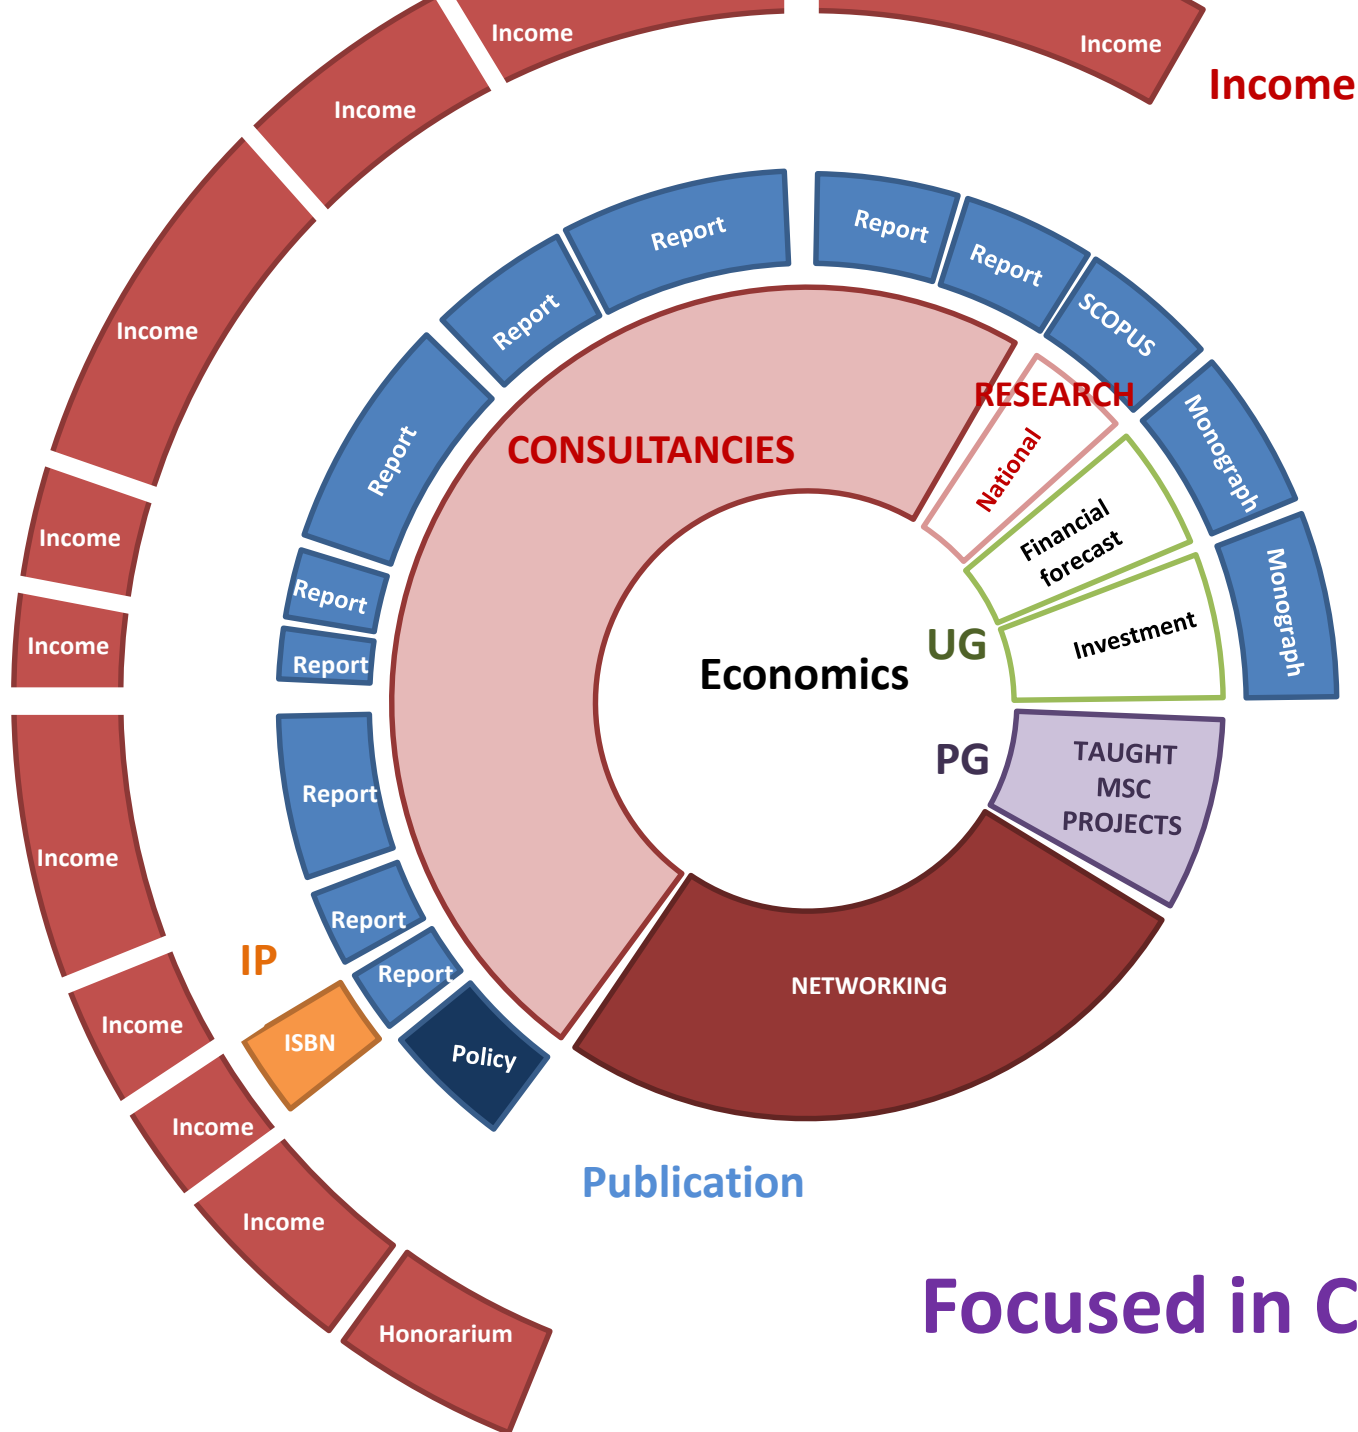 Income
Income
Income
Income
Income
Income
Income
Report
Report
Report
Report
Report
SCOPUS
RESEARCH
National
Monograph
CONSULTANCIES
Report
Financial
forecast
Income
Report
Monograph
Income
Report
UG
Investment
Economics
PG
TAUGHT
MSC
PROJECTS
Report
Income
Report
IP
Report
NETWORKING
Income
ISBN
Policy
Income
Publication
Income
Focused in C
Honorarium